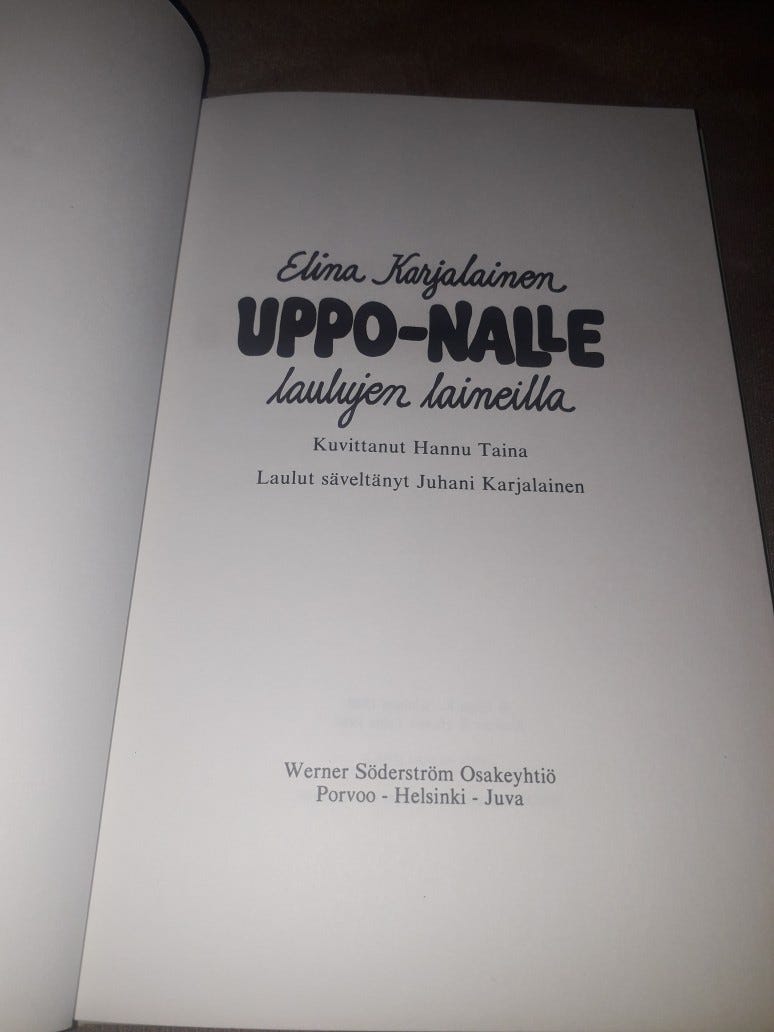 Elina Karjalainen
UPPO-NALLE
laulujen laineilla
Kuvittanut Hannu Taina
Laulut säveltänyt Juhani Karjalainen
Werner Söderström Osakeyhtiö
Porvoo - Helsinki - Juva